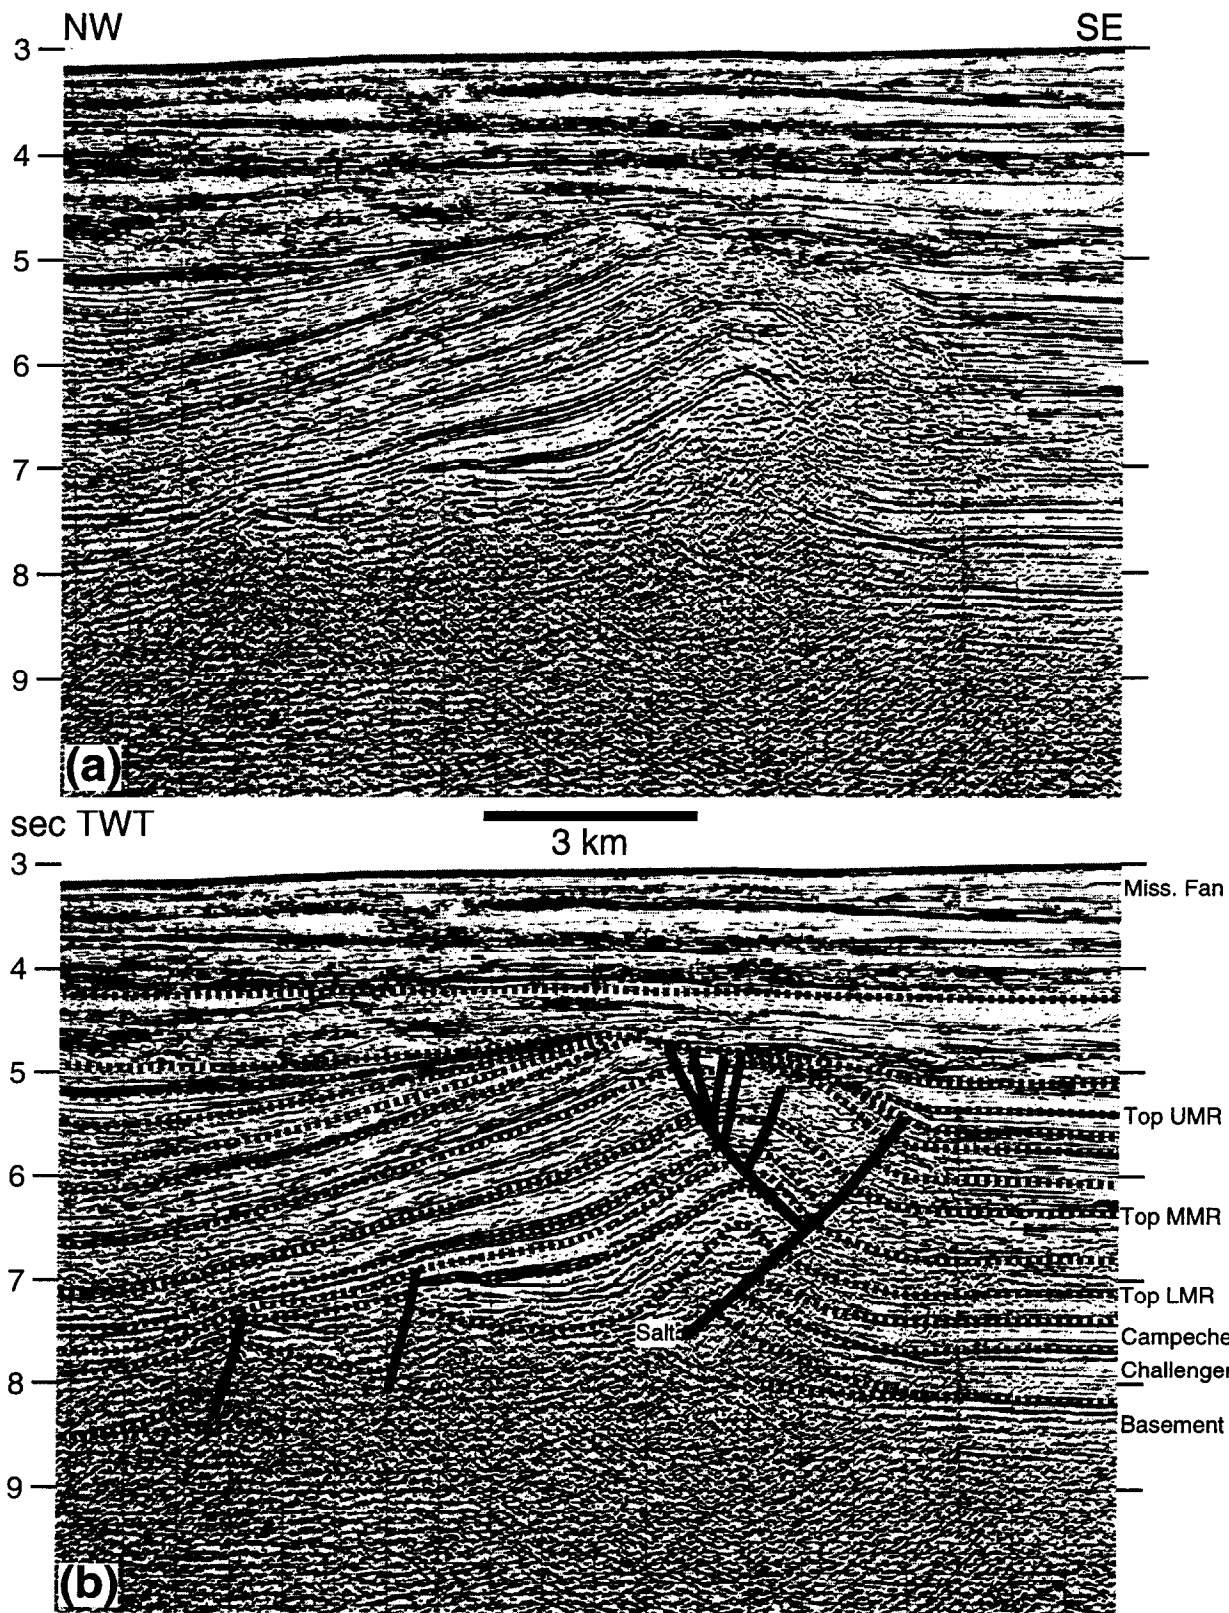 NW SE
3
4
5
6
7
8
9
(a)
sec TWT
3 km
3
4
5
6
7
8
9
Miss. Fan
Top UMR
Top MMR
Top LMR
Salt
Campeche
Challenger
Basement
(b)